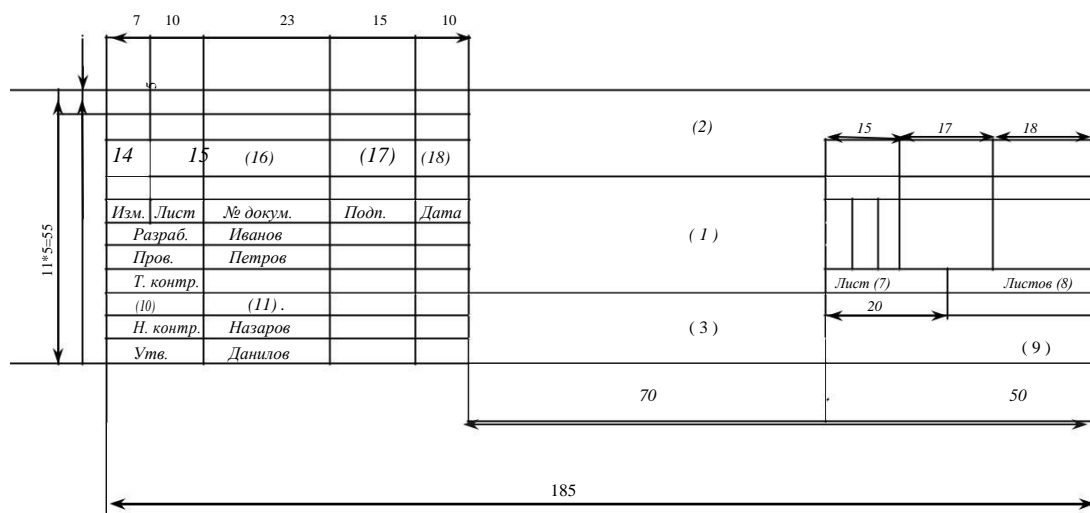 7 10 23 15 10
5
(2)
15 17 18
14 15 (16) (17) (18)
Изм. Лист № докум. Подп. Дата
Разраб. Иванов
( 1 )
11*5=55
Пров. Петров
Т. контр.
Лист (7) Листов (8)
(10) (11) .
20
Н. контр. Назаров
( 3 )
Утв. Данилов
( 9 )
70 50
185